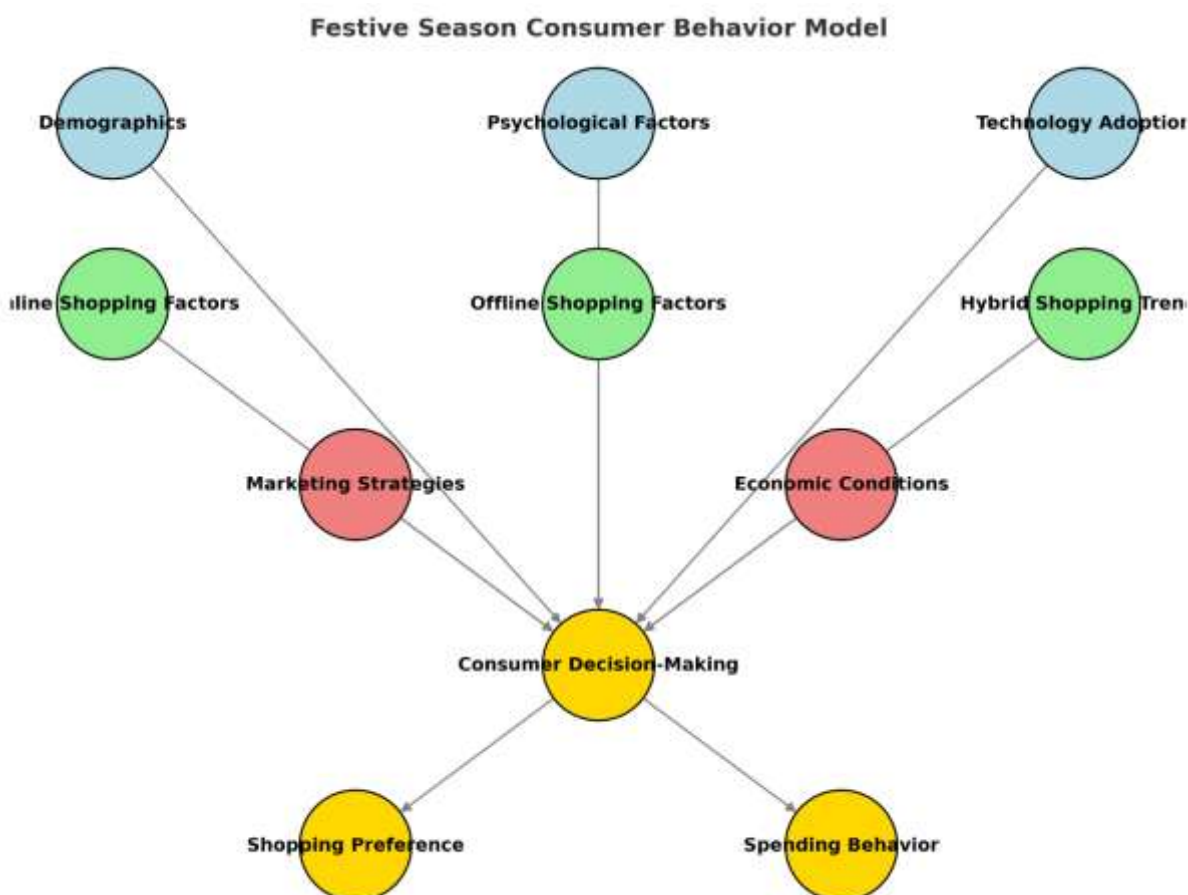 Festive Season Consumer Behavior Model
Demographics
Psychological Factors
Technology Adoption
Shopping Factors
Offline Shopping Factors
Hybrid Shopping
Marketing Strategies
Economic Conditions
Consumer Decision-Making
Shopping Preference
Spending Behavior